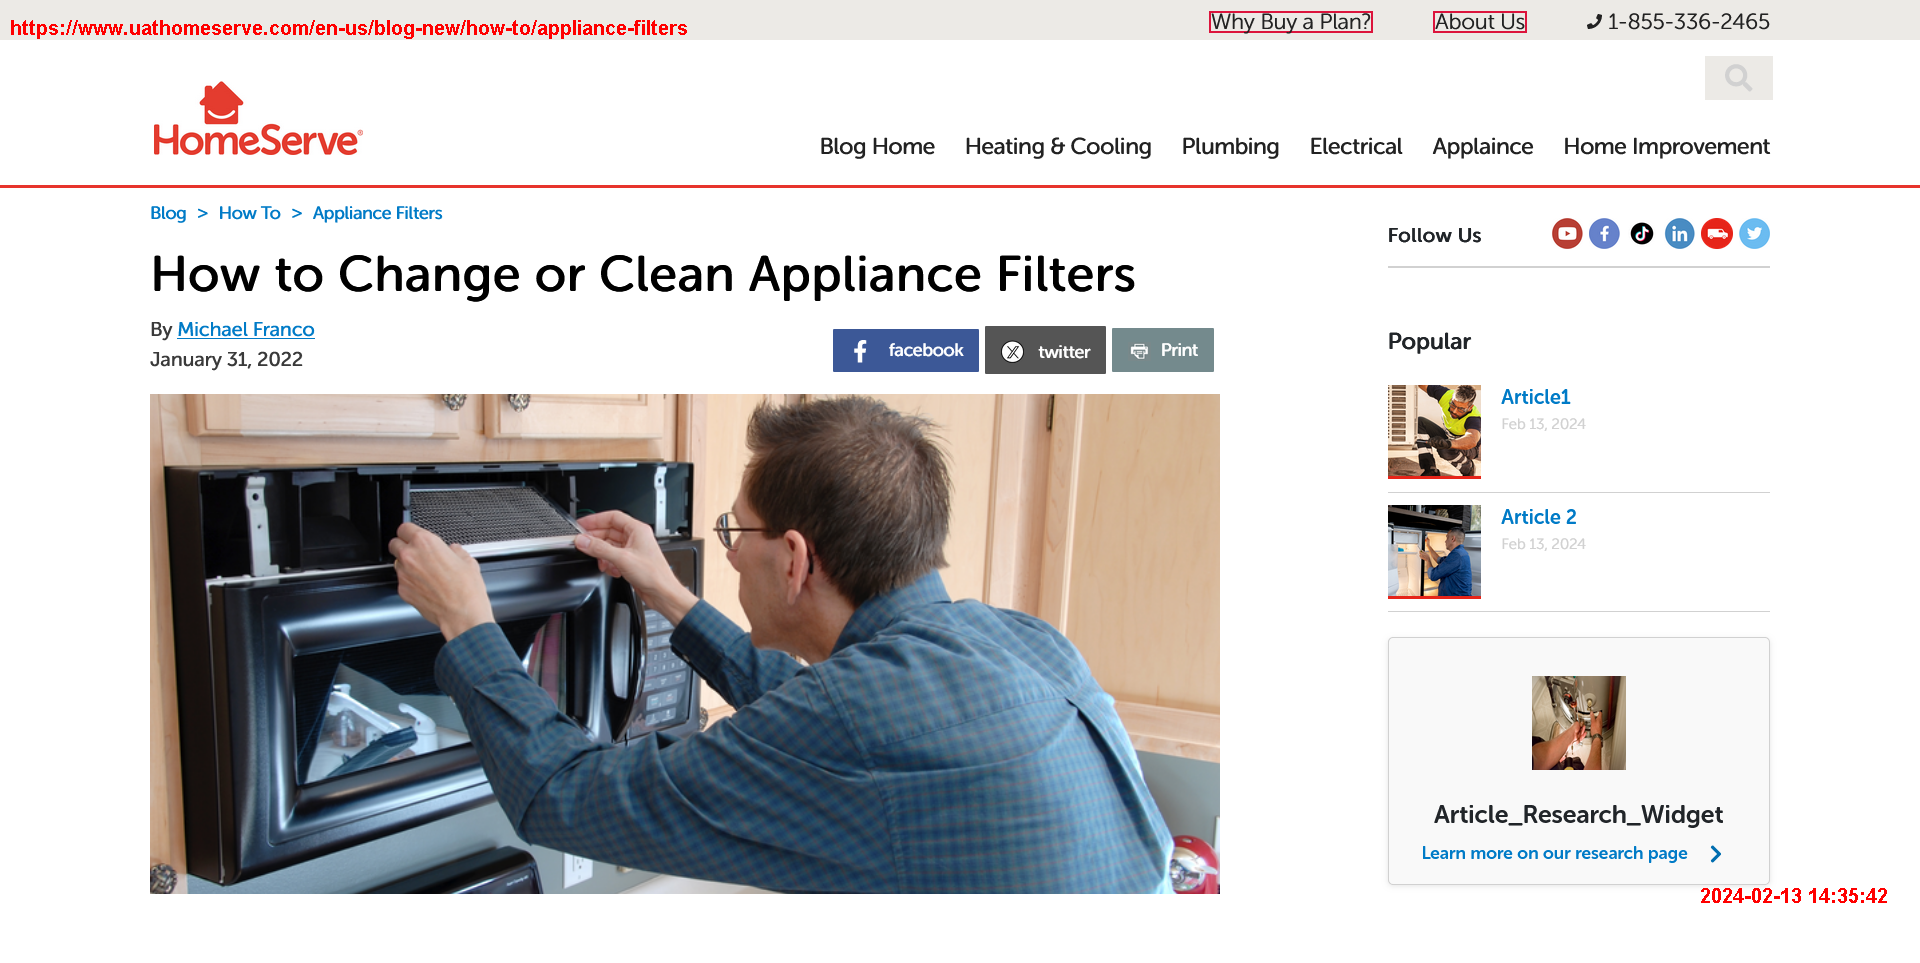 https://www.uathomeserve.com/en-us/blog-new/how-to/appliance-filters
Why Buy a Plan?
About Us
1-855-336-2465
HomeServe®
Blog Home
Heating & Cooling
Plumbing
Electrical
Applaince
Home Improvement
Blog > How To > Appliance Filters
How to Change or Clean Appliance Filters
By Michael Franco
January 31, 2022
facebook
twitter
Print
Follow Us
Popular
Article1
Feb 13, 2024
Article 2
Feb 13, 2024
Article_Research_Widget
Learn more on our research page
2024-02-13 14:35:42